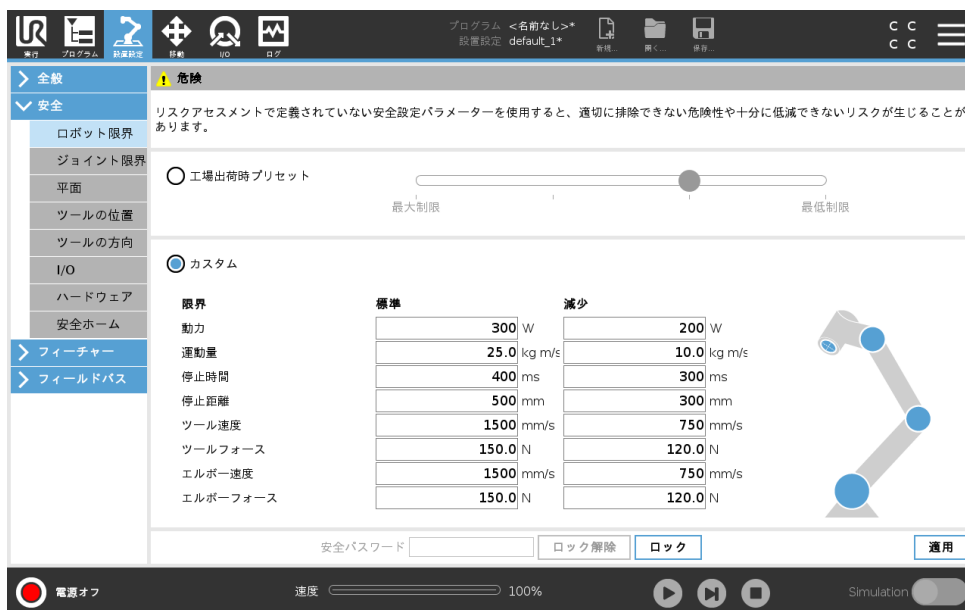 UR
実行
プログラム
設置設定
移動
I/O
ログ
プログラム <名前なし>*
設置設定 default_1*
新規...
開く...
保存...
C C
C C
全般
安全
ロボット限界
ジョイント限界
平面
ツールの位置
ツールの方向
I/O
ハードウェア
安全ホーム
フィーチャー
フィールドバス
! 危険
リスクアセスメントで定義されていない安全設定パラメーターを使用すると、適切に排除できない危険性や十分に低減できないリスクが生じることが
あります。
工場出荷時プリセット
最大制限 最低制限
カスタム
限界 標準 減少
動力 300 W 200 W
運動量 25.0 kg m/s 10.0 kg m/s
停止時間 400 ms 300 ms
停止距離 500 mm 300 mm
ツール速度 1500 mm/s 750 mm/s
ツールフォース 150.0 N 120.0 N
エルボー速度 1500 mm/s 750 mm/s
エルボーフォース 150.0 N 120.0 N
安全パスワード ロック解除 ロック 適用
電源オフ 速度 100% Simulation